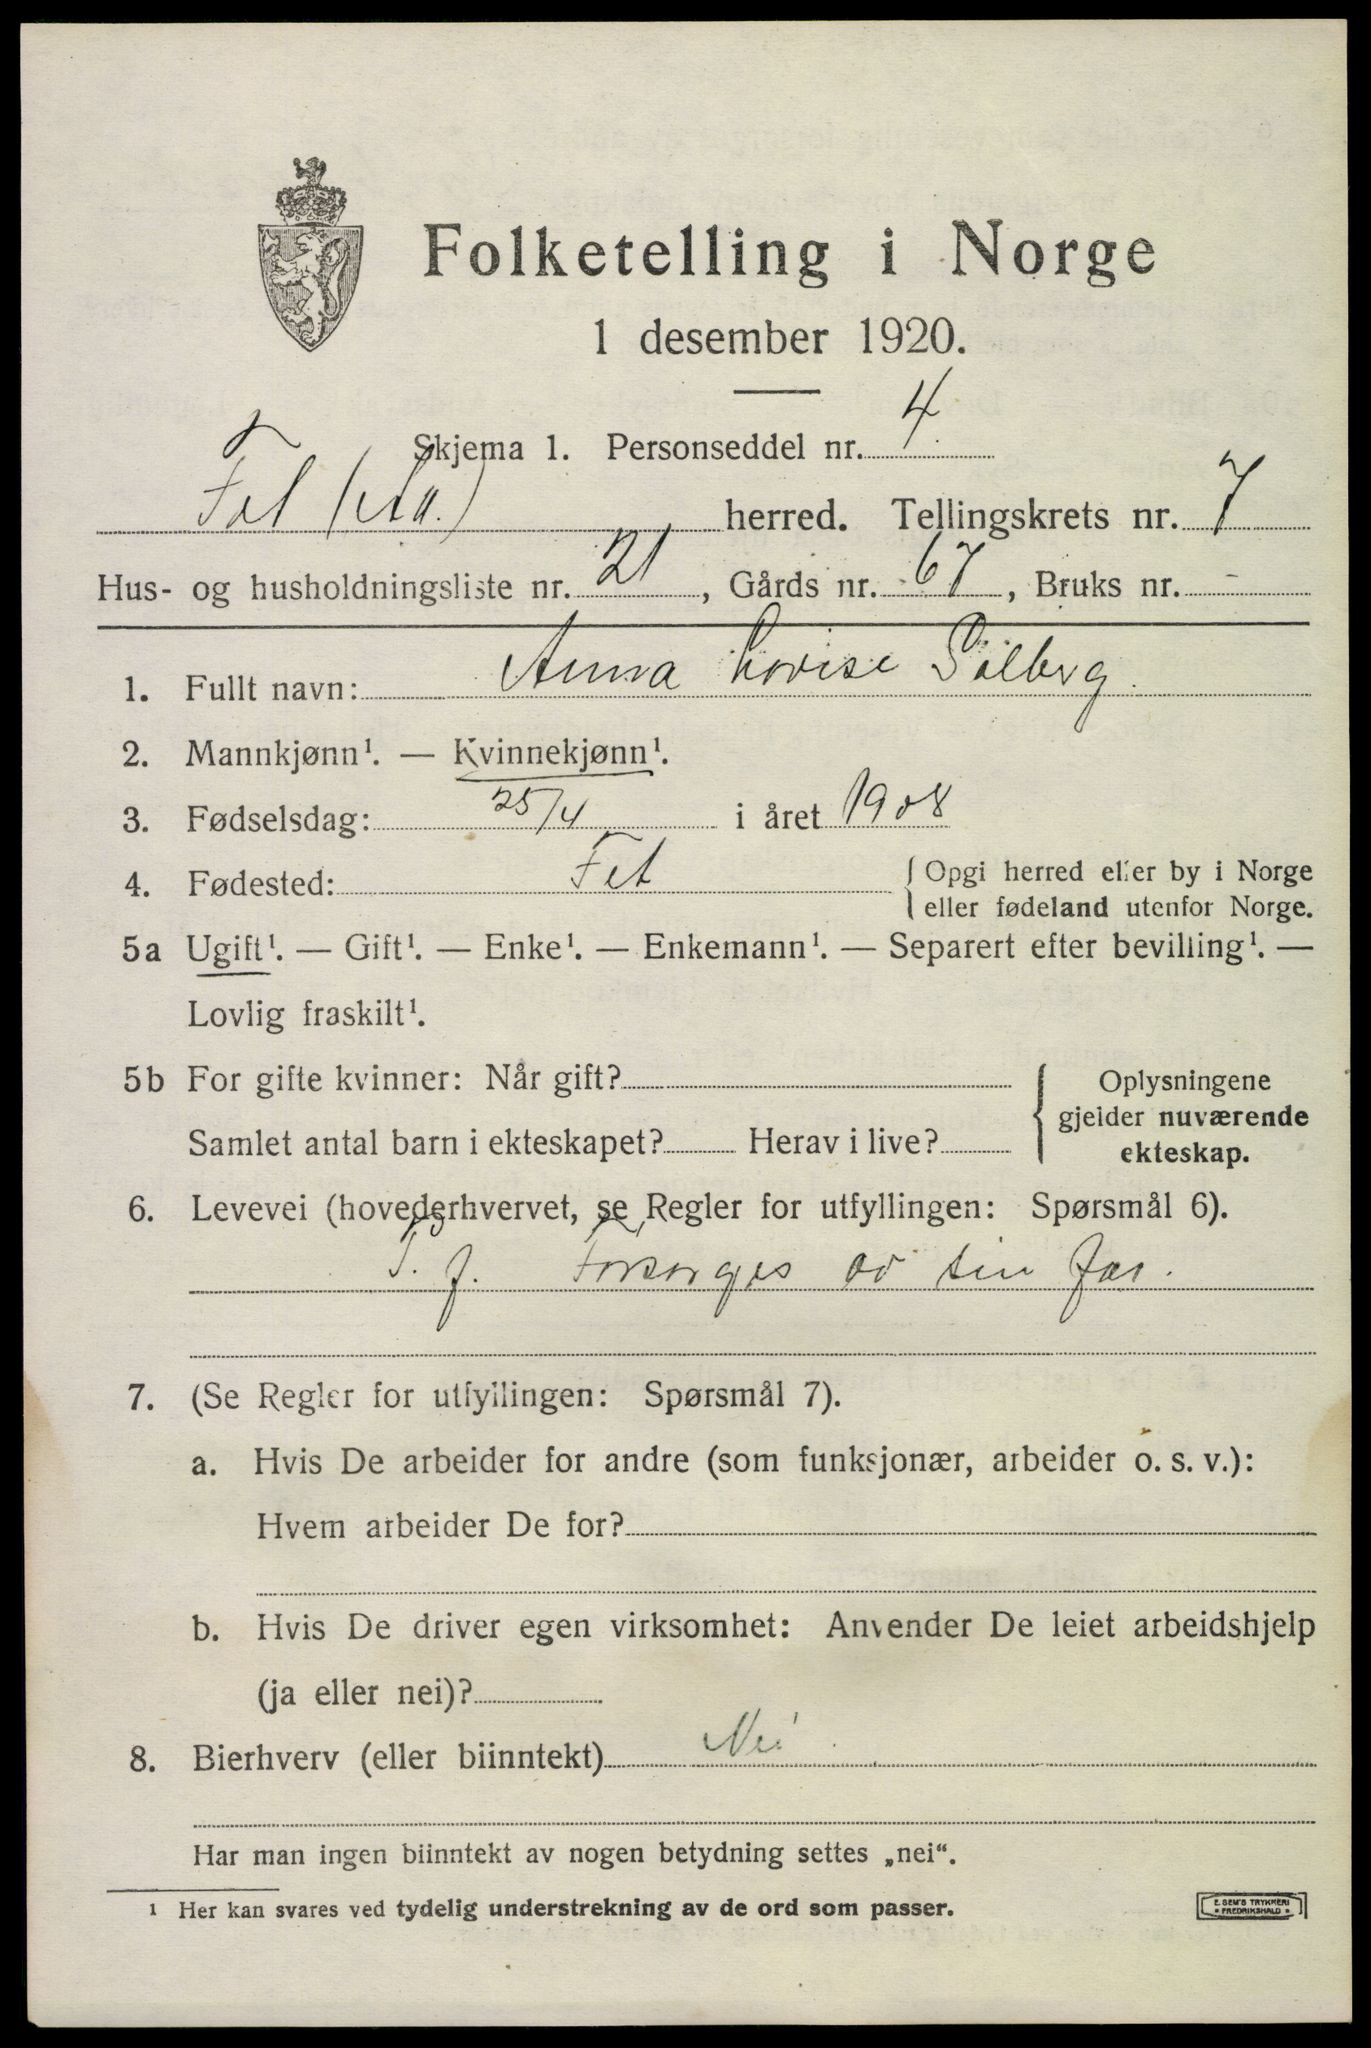 Folketelling i Norge
1 desember 1920.
Skjema 1. Personseddel nr. 4
Fet (Ak.) herred. Tellingskrets nr. 7
Hus- og husholdningsliste nr. 21, Gårds nr. 67, Bruks nr. -
1. Fullt navn: Anna Lovise Solberg.
2. Mannkjønn¹. — Kvinnekjønn¹.
3. Fødselsdag: 25/4 i året 1908
4. Fødested: Fet { Opgi herred eller by i Norge
eller fødeland utenfor Norge.
5a Ugift¹. — Gift¹. — Enke¹. — Enkemann¹. — Separert efter bevilling¹. —
Lovlig fraskilt¹.
5b For gifte kvinner: Når gift? { Oplysningene
gjelder nuværende
Samlet antal barn i ekteskapet? Herav i live? ekteskap.
6. Levevei (hovederhvervet, se Regler for utfyllingen: Spørsmål 6).
f. Forsørges av sin far.
7. (Se Regler for utfyllingen: Spørsmål 7).
a. Hvis De arbeider for andre (som funksjonær, arbeider o. s. v.):
Hvem arbeider De for?
b. Hvis De driver egen virksomhet: Anvender De leiet arbeidshjelp
(ja eller nei)?
8. Bierhverv (eller biinntekt) Nei
Har man ingen biinntekt av nogen betydning settes „nei“.
¹ Her kan svares ved tydelig understrekning av de ord som passer.
E. SEM'S TRYKKERI
• FREDRIKSHALD •